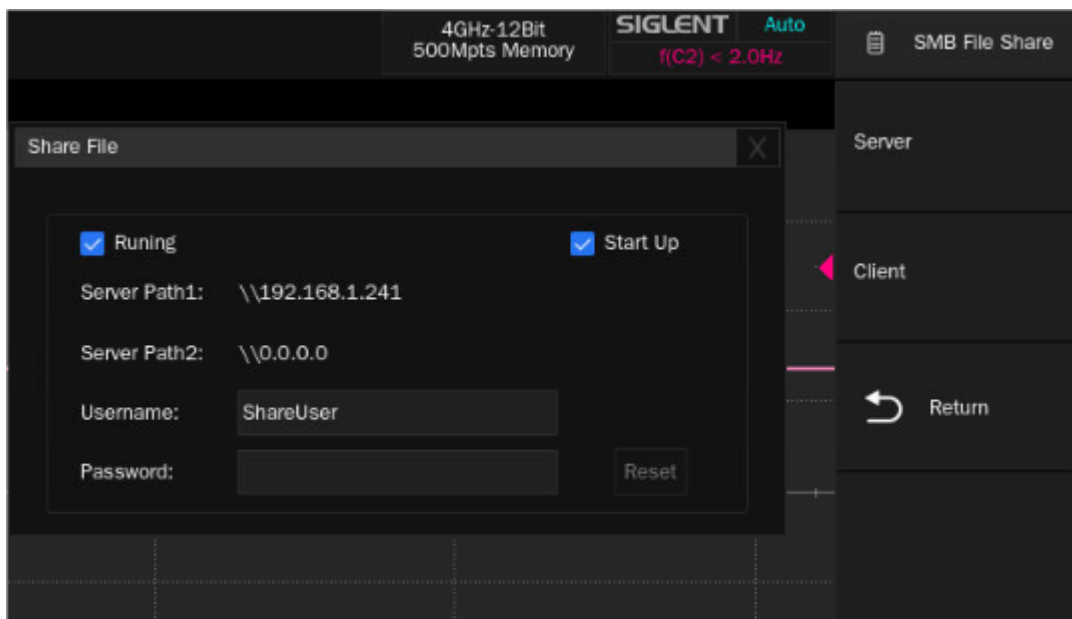 4GHz-12Bit
500Mpts Memory
SIGLENT Auto
f(C2) < 2.0Hz
SMB File Share
Share File X
Server
Runing Start Up
Server Path1: \\192.168.1.241
Client
Server Path2: \\0.0.0.0
Username: ShareUser
Return
Password: Reset